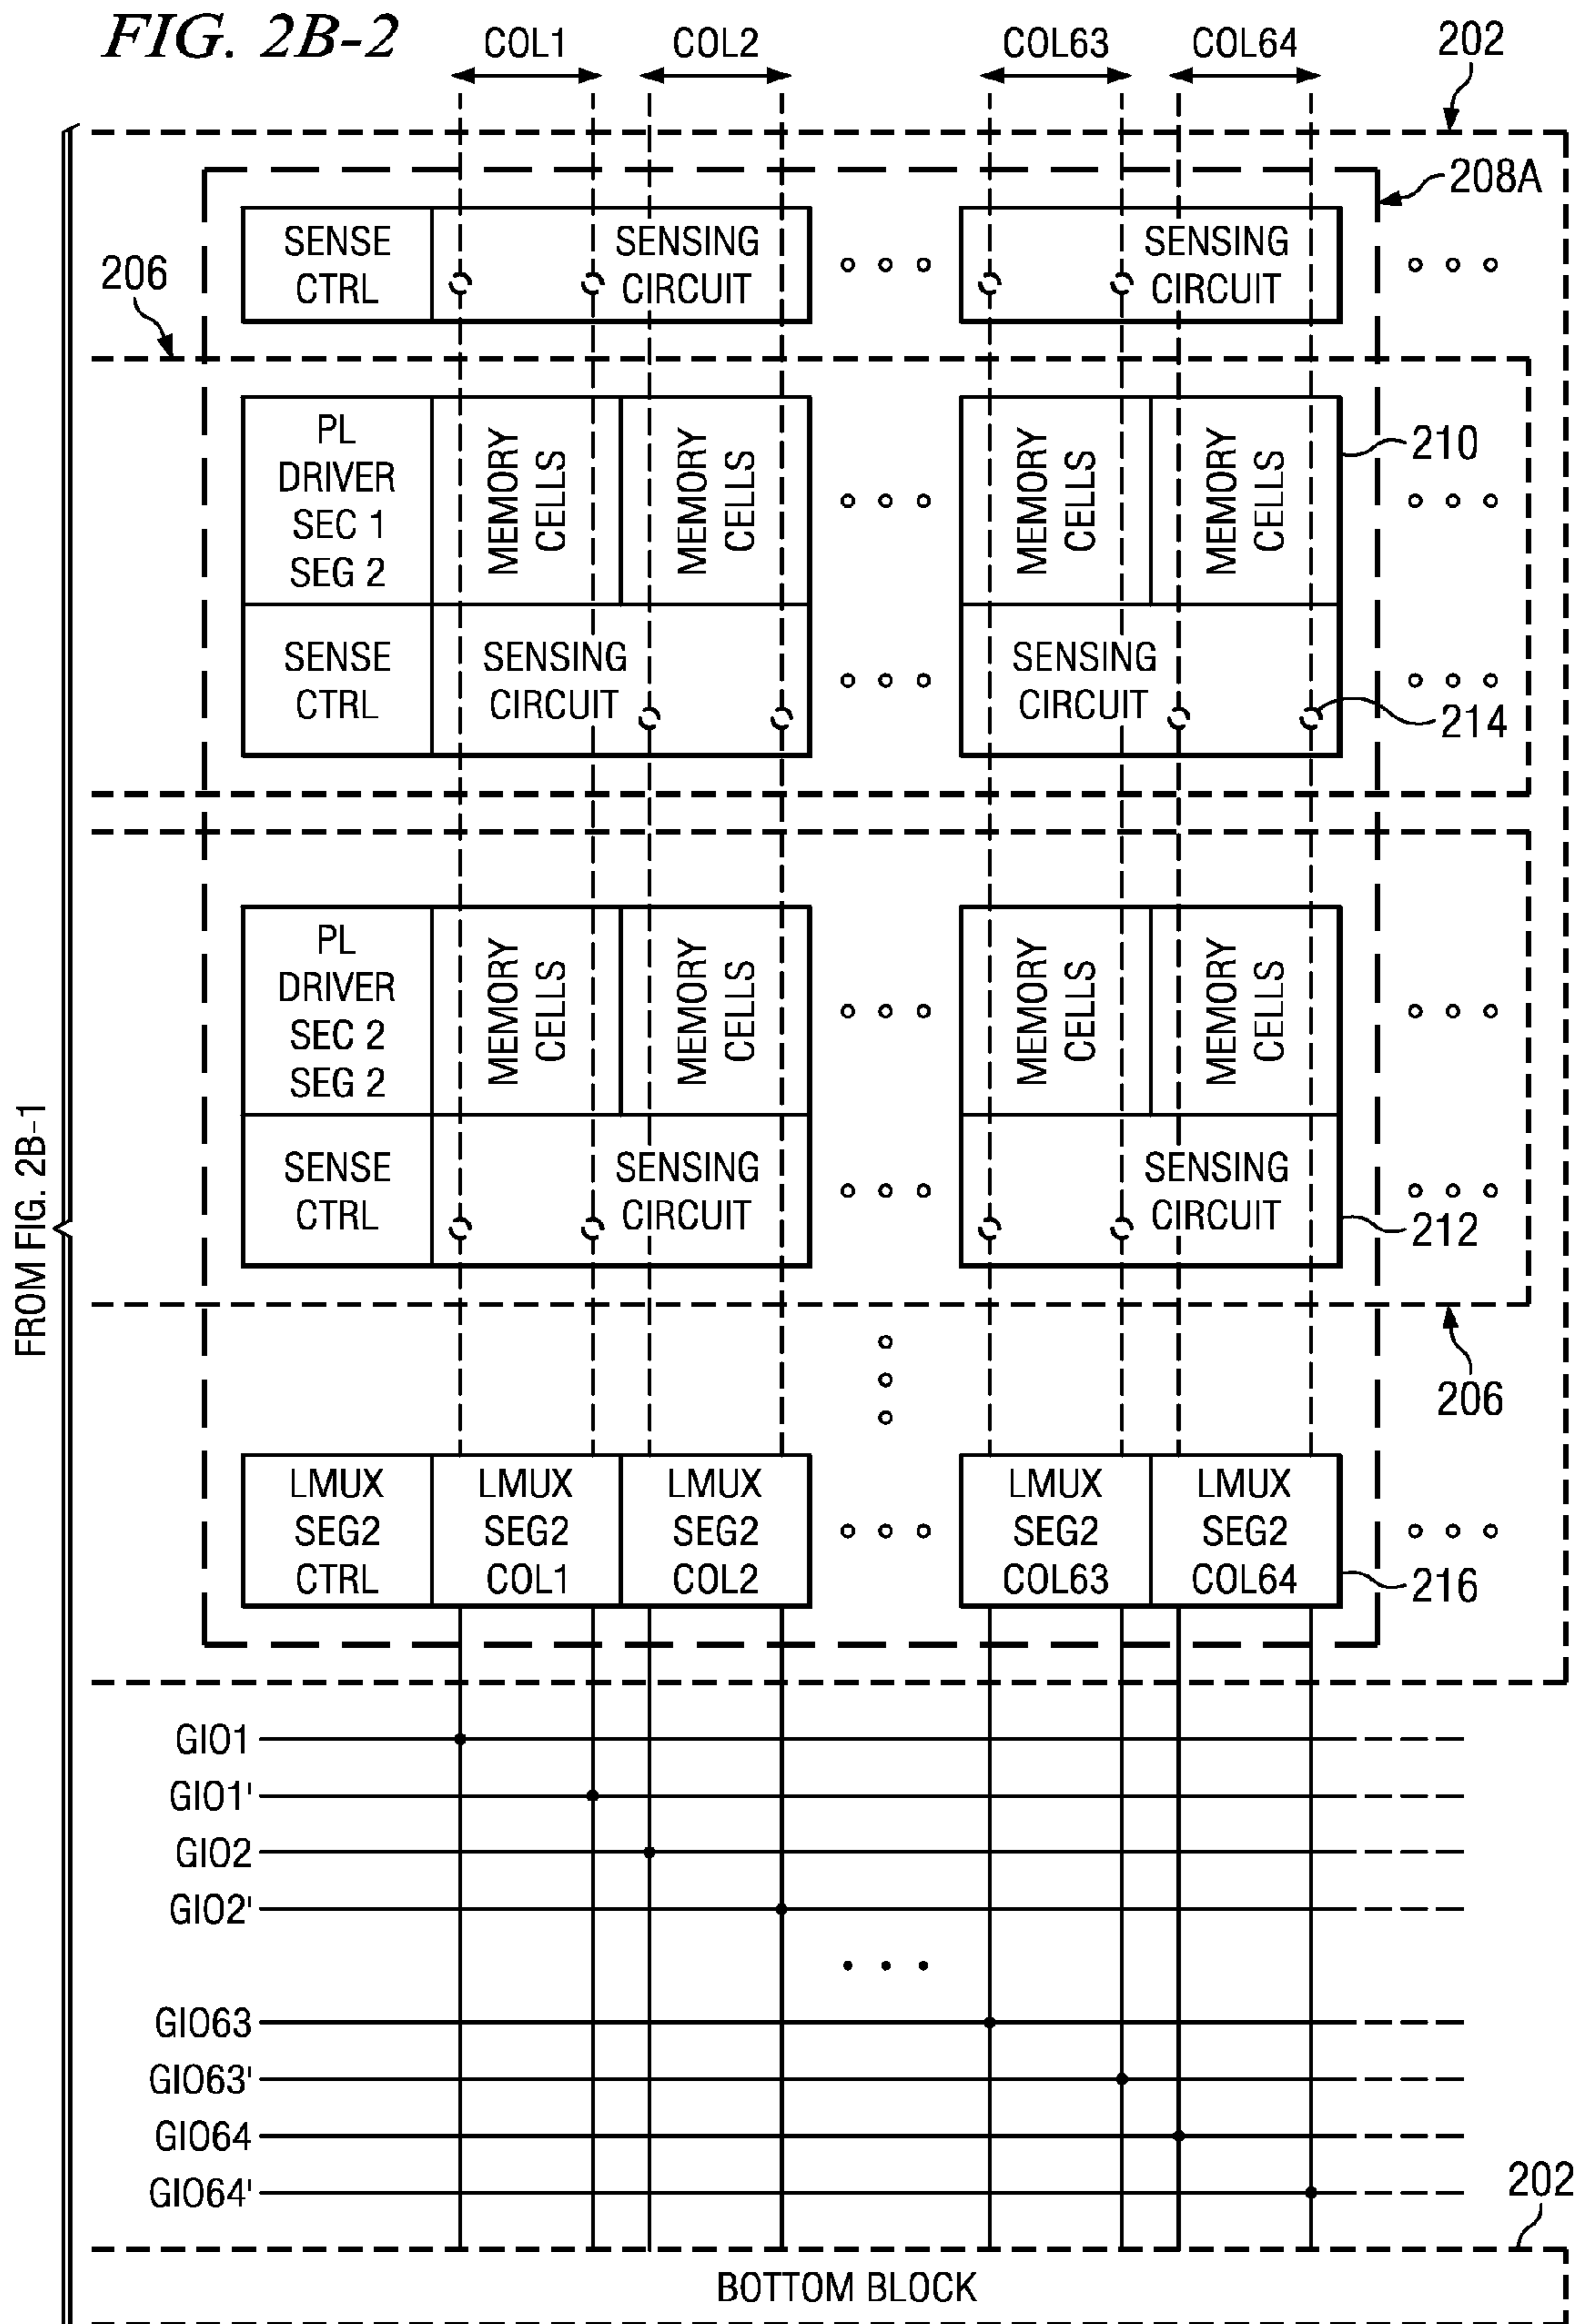 FIG. 2B-2
COL1
COL2
COL63
COL64
202
208A
SENSE
CTRL
SENSING
CIRCUIT
SENSING
CIRCUIT
206
PL
DRIVER
SEC 1
SEG 2
MEMORY
CELLS
MEMORY
CELLS
MEMORY
CELLS
MEMORY
CELLS
210
SENSE
CTRL
SENSING
CIRCUIT
SENSING
CIRCUIT
214
PL
DRIVER
SEC 2
SEG 2
MEMORY
CELLS
MEMORY
CELLS
MEMORY
CELLS
MEMORY
CELLS
SENSE
CTRL
SENSING
CIRCUIT
SENSING
CIRCUIT
212
FROM FIG. 2B-1
206
LMUX
SEG2
CTRL
LMUX
SEG2
COL1
LMUX
SEG2
COL2
LMUX
SEG2
COL63
LMUX
SEG2
COL64
216
GIO1
GIO1'
GIO2
GIO2'
GIO63
GIO63'
GIO64
GIO64'
202
BOTTOM BLOCK